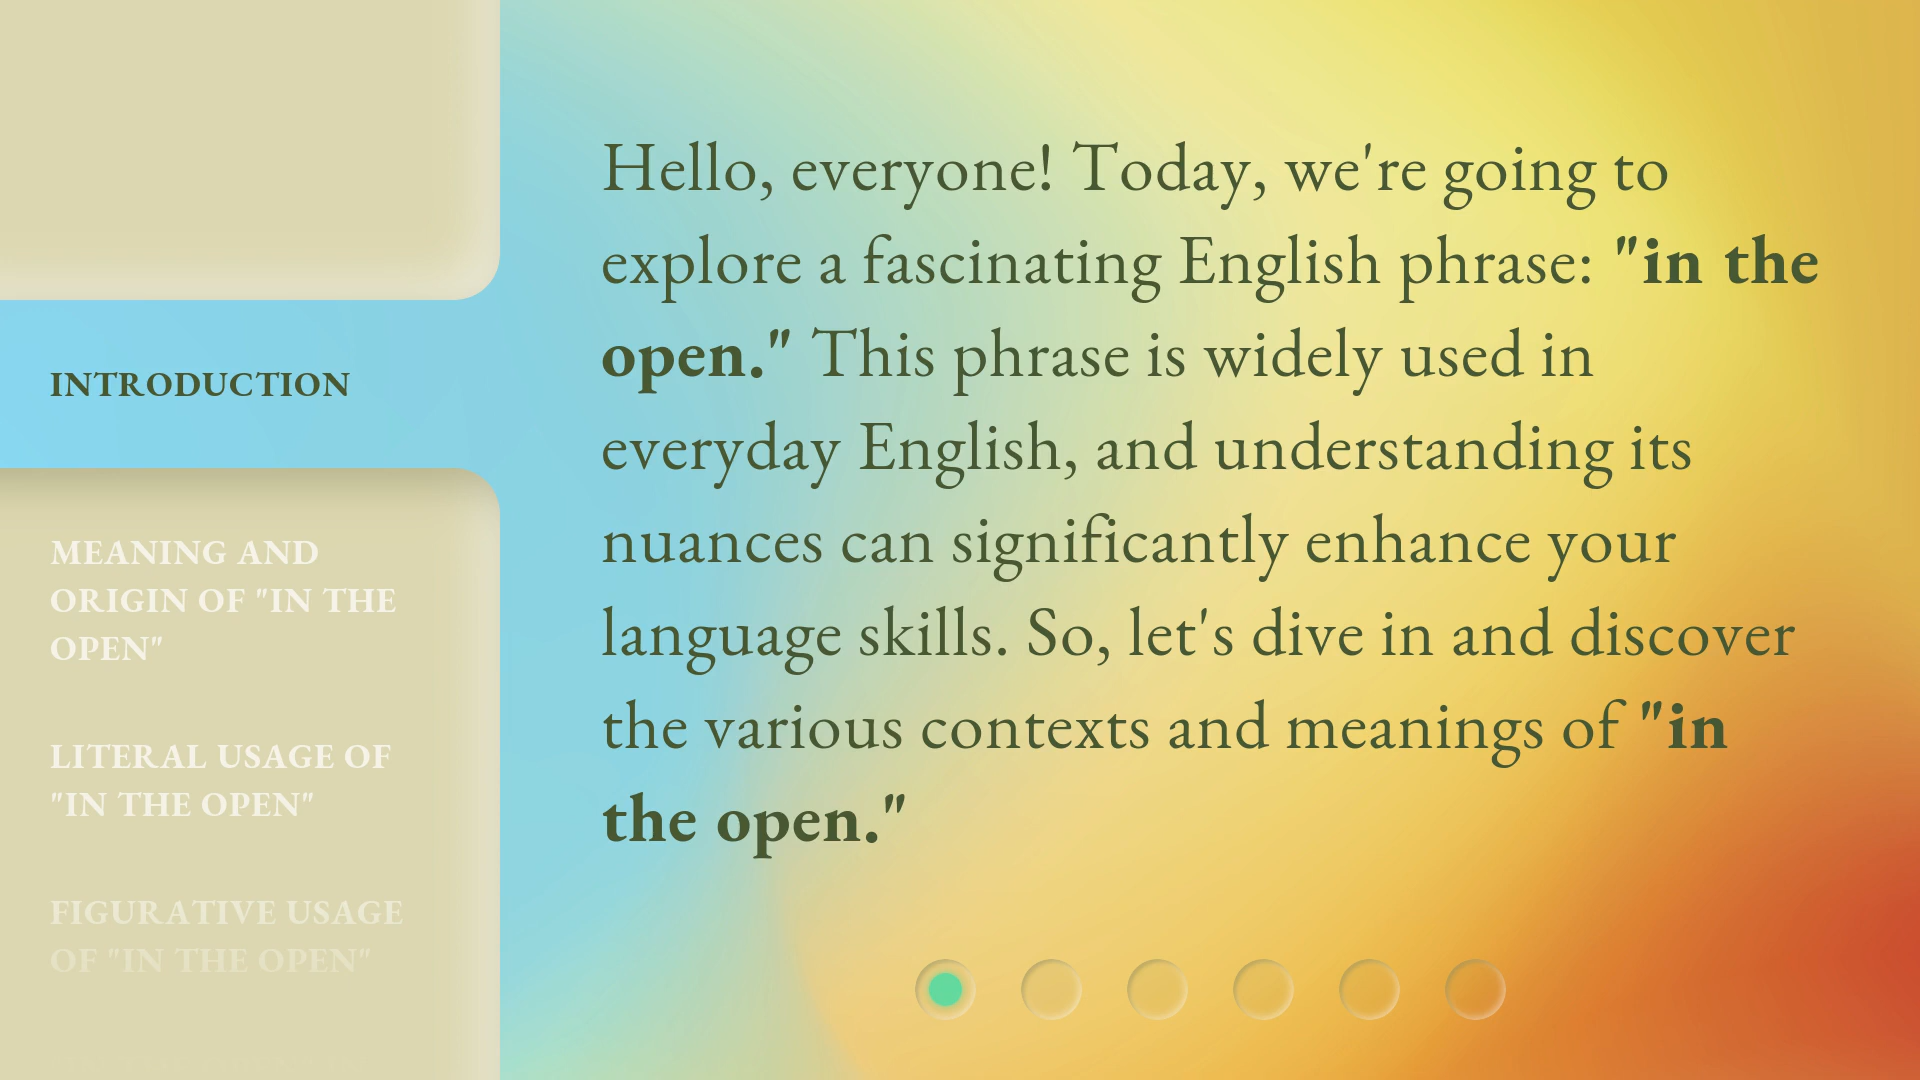 INTRODUCTION
MEANING AND
ORIGIN OF "IN THE
OPEN"
LITERAL USAGE OF
"IN THE OPEN"
FIGURATIVE USAGE
OF "IN THE OPEN"
Hello, everyone! Today, we're going to
explore a fascinating English phrase: "in the
open." This phrase is widely used in
everyday English, and understanding its
nuances can significantly enhance your
language skills. So, let's dive in and discover
the various contexts and meanings of "in
the open."